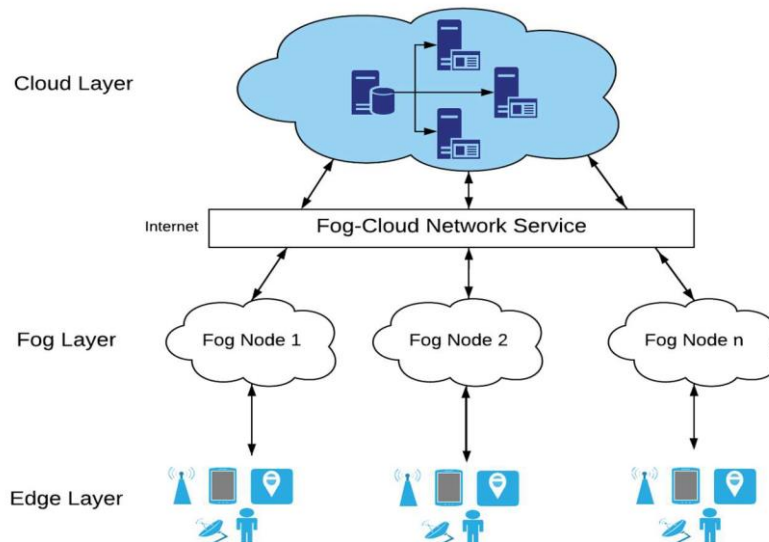 Cloud Layer
Internet
Fog-Cloud Network Service
Fog Layer
Fog Node 1
Fog Node 2
Fog Node n
Edge Layer